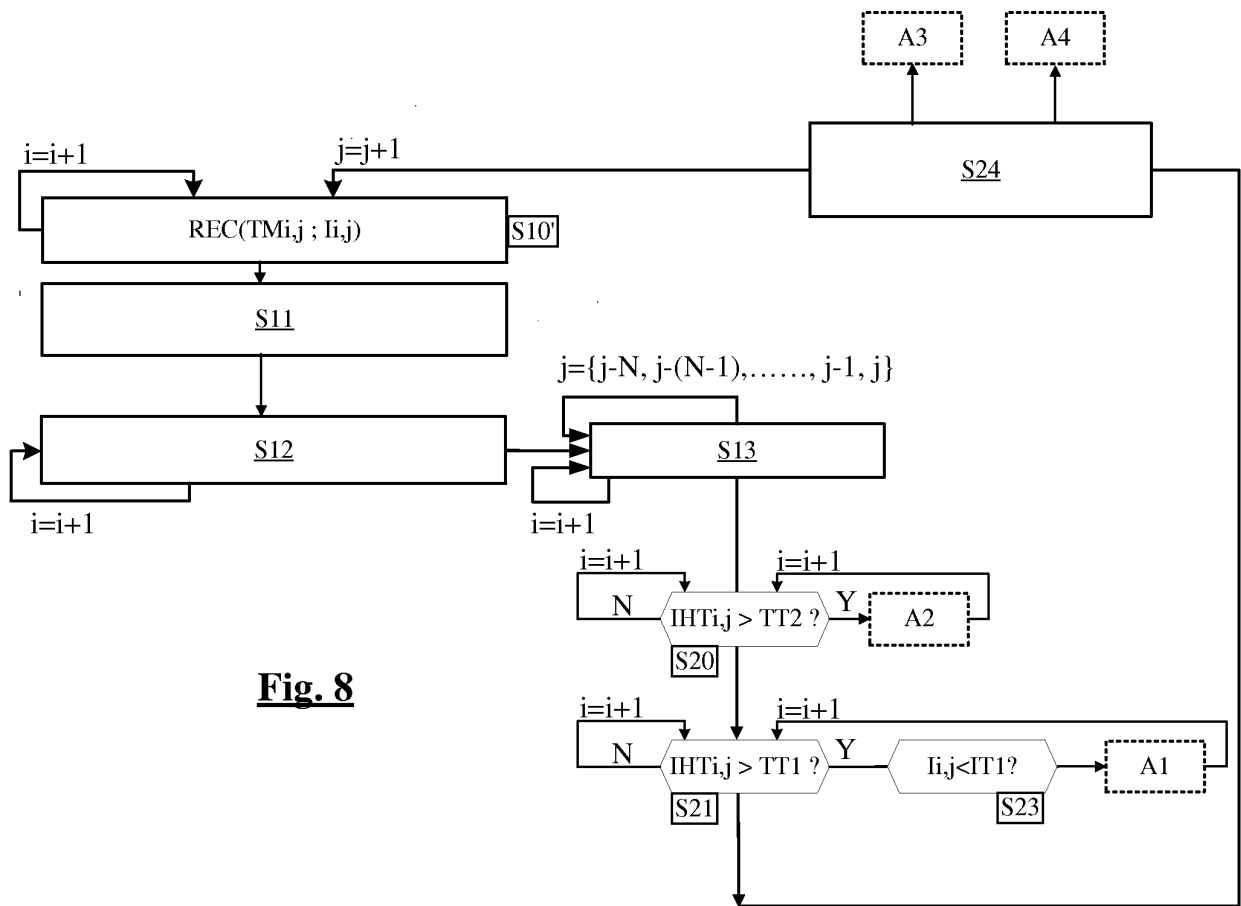 A3
A4
i=i+1
j=j+1
S24
REC(TMi,j ; Ii,j)
S10'
S11
j={j-N, j-(N-1),......, j-1, j}
S12
S13
i=i+1
i=i+1
i=i+1
i=i+1
N
IHTi,j > TT2 ?
Y
A2
S20
Fig. 8
i=i+1
i=i+1
N
IHTi,j > TT1 ?
Y
Ii,j<IT1?
A1
S21
S23